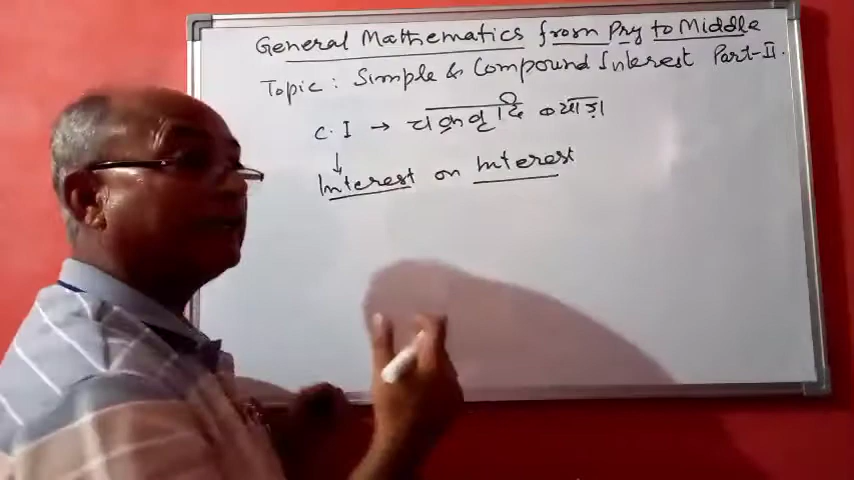 General Mathematics from Pry to Middle
Topic : Simple & Compound Interest Part-II.
C.I → चक्रवृद्धि ब्याज़
↓
Interest on Interest